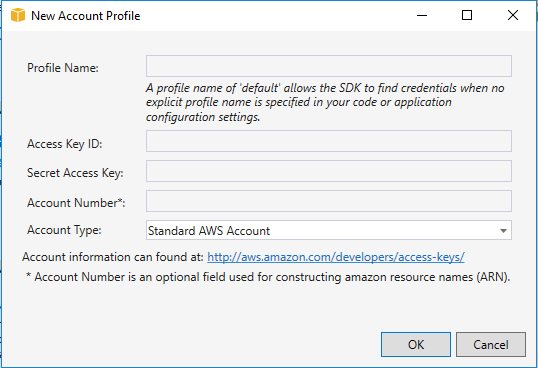 New Account Profile
Profile Name:
A profile name of 'default' allows the SDK to find credentials when no
explicit profile name is specified in your code or application
configuration settings.
Access Key ID:
Secret Access Key:
Account Number*:
Account Type:
Standard AWS Account
Account information can found at: http://aws.amazon.com/developers/access-keys/
* Account Number is an optional field used for constructing amazon resource names (ARN).
OK
Cancel